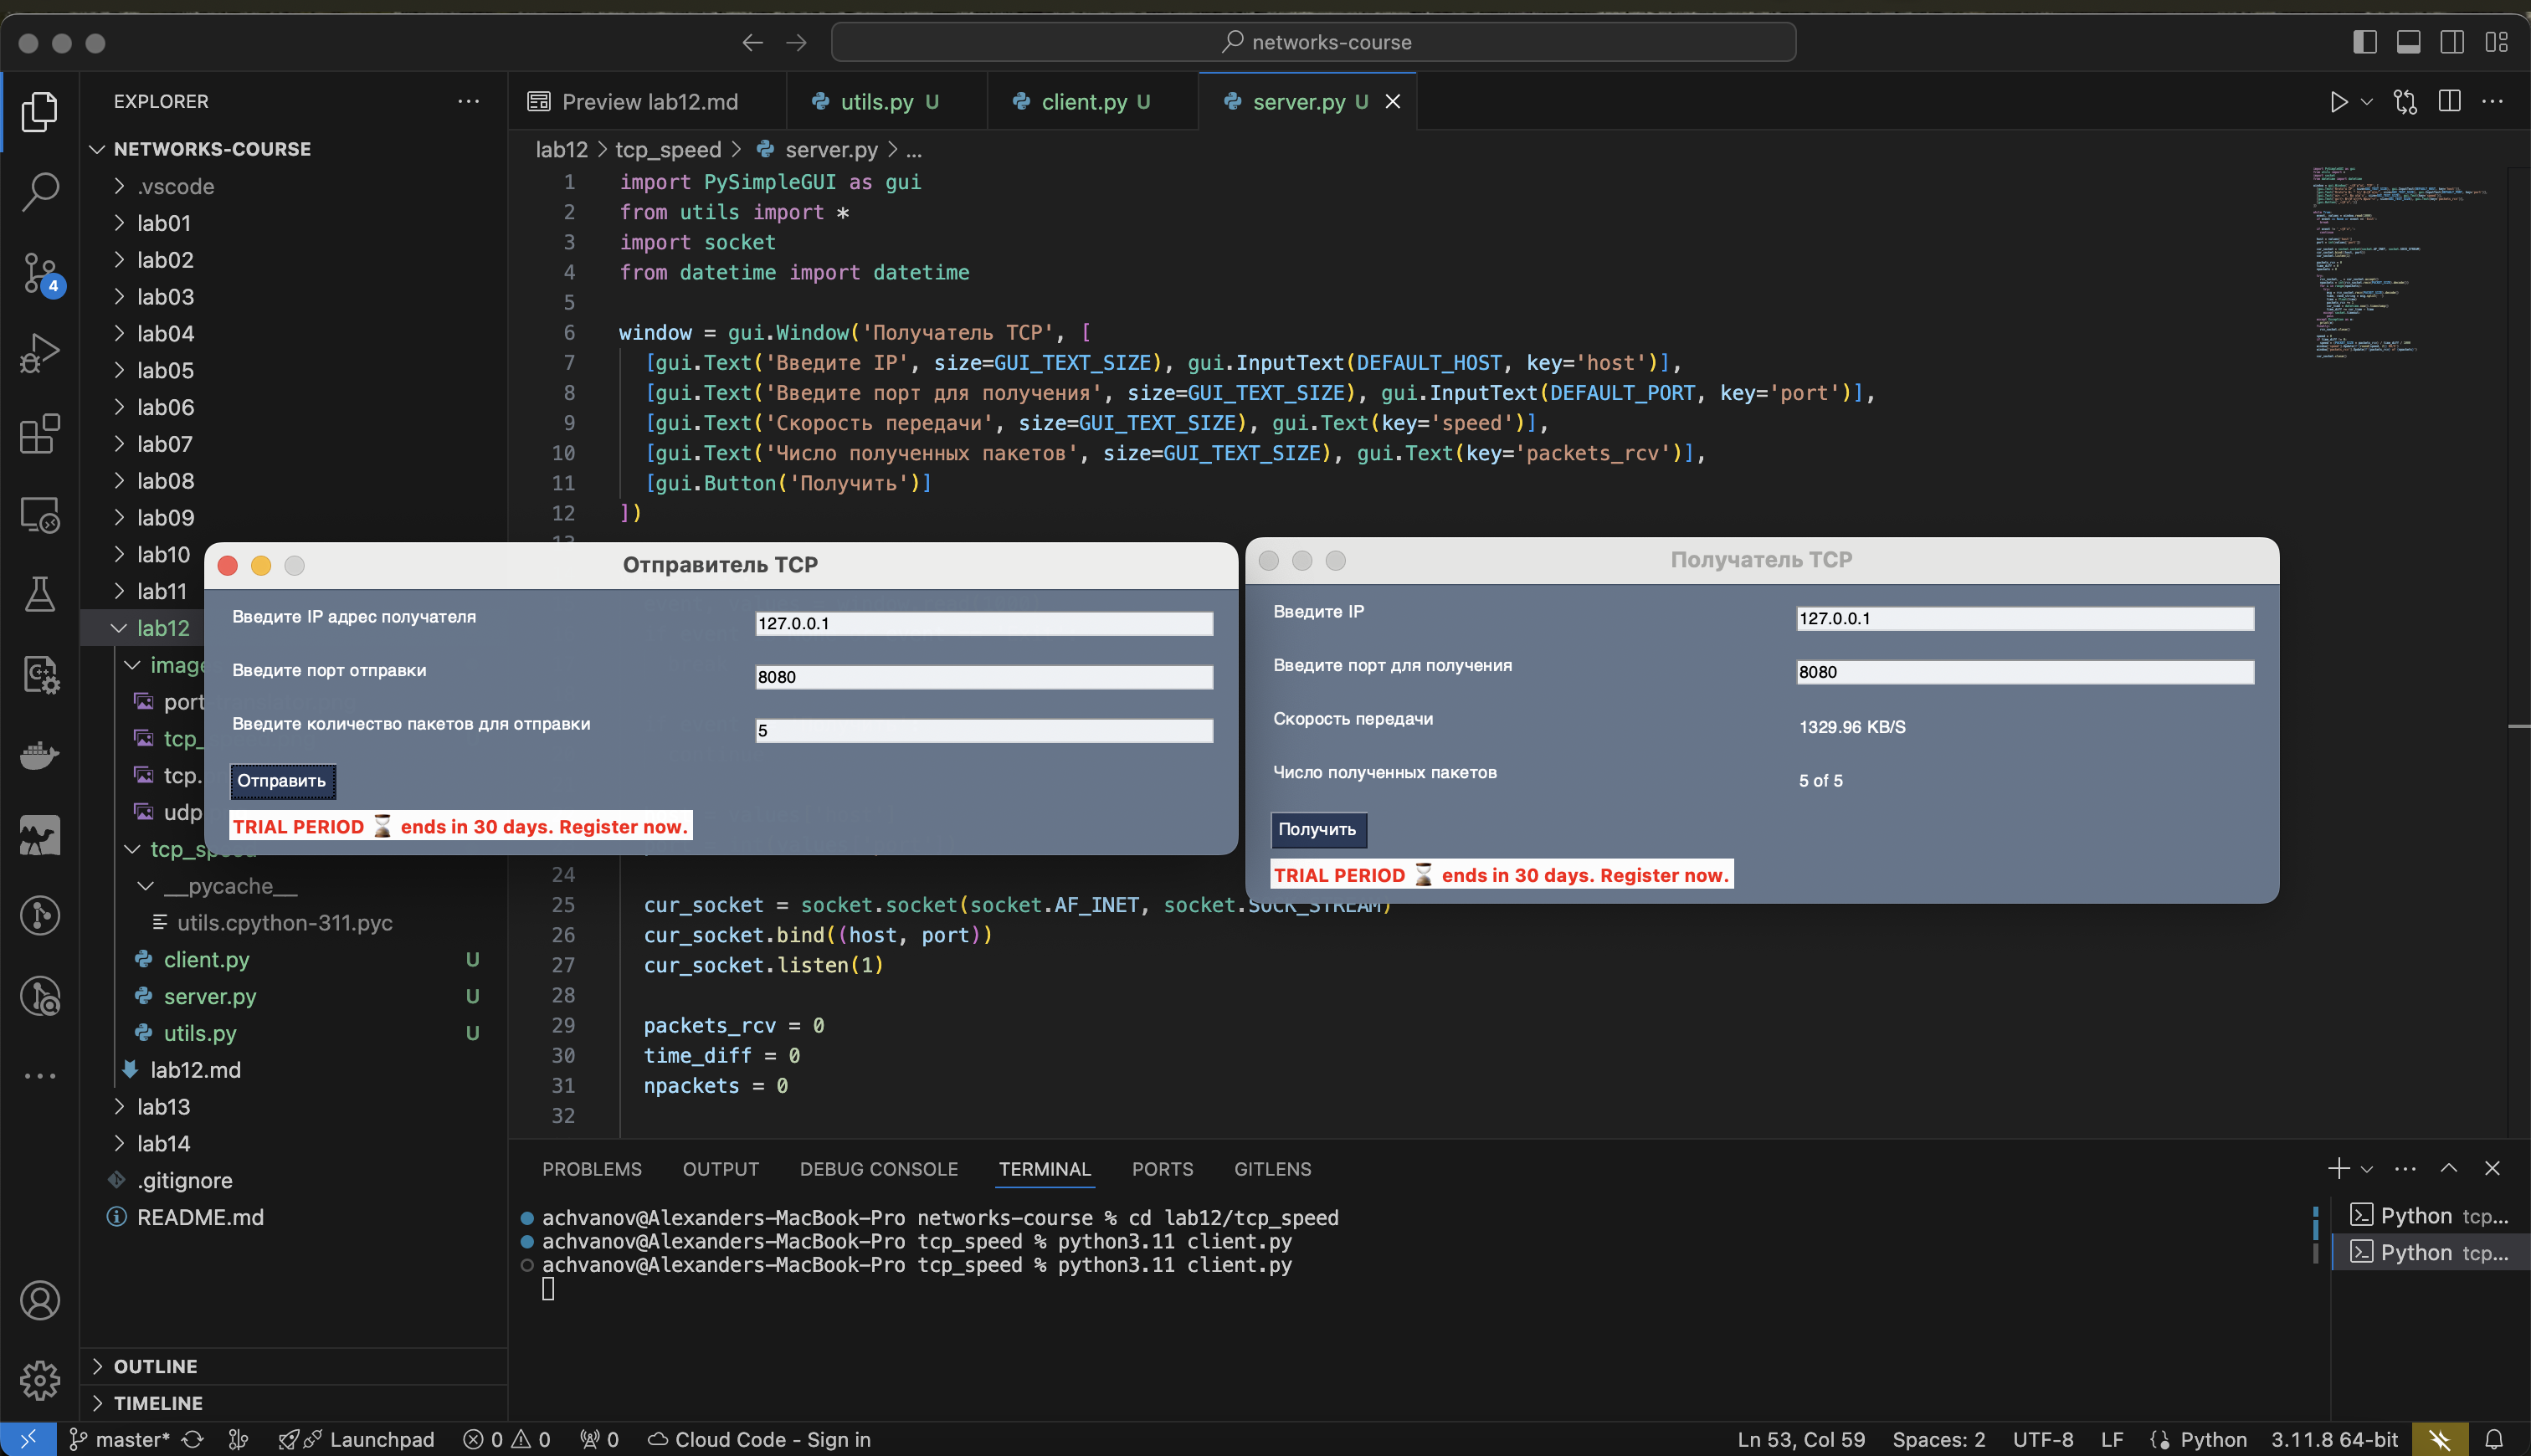 networks-course
EXPLORER
NETWORKS-COURSE
.vscode
lab01
lab02
lab03
lab04
lab05
lab06
lab07
lab08
lab09
lab10
lab11
lab12
tcp.
udp
__pycache__
utils.cpython-311.pyc
client.py U
server.py U
utils.py U
lab12.md
lab13
lab14
.gitignore
README.md
OUTLINE
TIMELINE
4
Preview lab12.md
utils.py U
client.py U
server.py U
lab12 > tcp_speed > server.py > ...
1 import PySimpleGUI as gui
2 from utils import *
3 import socket
4 from datetime import datetime
5
6 window = gui.Window('Получатель TCP', [
7 [gui.Text('Введите IP', size=GUI_TEXT_SIZE), gui.InputText(DEFAULT_HOST, key='host')],
8 [gui.Text('Введите порт для получения', size=GUI_TEXT_SIZE), gui.InputText(DEFAULT_PORT, key='port')],
9 [gui.Text('Скорость передачи', size=GUI_TEXT_SIZE), gui.Text(key='speed')],
10 [gui.Text('Число полученных пакетов', size=GUI_TEXT_SIZE), gui.Text(key='packets_rcv')],
11 [gui.Button('Получить')]
12 ])
Отправитель TCP
Введите IP адрес получателя
127.0.0.1
Введите порт отправки
8080
Введите количество пакетов для отправки
5
Отправить
TRIAL PERIOD ⏳ ends in 30 days. Register now.
Получатель TCP
Введите IP
127.0.0.1
Введите порт для получения
8080
Скорость передачи
1329.96 KB/S
Число полученных пакетов
5 of 5
Получить
TRIAL PERIOD ⏳ ends in 30 days. Register now.
24
25 cur_socket = socket.socket(socket.AF_INET, socket.SOCK_STREAM)
26 cur_socket.bind((host, port))
27 cur_socket.listen(1)
28
29 packets_rcv = 0
30 time_diff = 0
31 npackets = 0
32
PROBLEMS OUTPUT DEBUG CONSOLE TERMINAL PORTS GITLENS
achvanov@Alexanders-MacBook-Pro networks-course % cd lab12/tcp_speed
achvanov@Alexanders-MacBook-Pro tcp_speed % python3.11 client.py
achvanov@Alexanders-MacBook-Pro tcp_speed % python3.11 client.py
Python tcp...
Python tcp...
master* Launchpad 0 0 0 Cloud Code - Sign in
Ln 53, Col 59 Spaces: 2 UTF-8 LF Python 3.11.8 64-bit